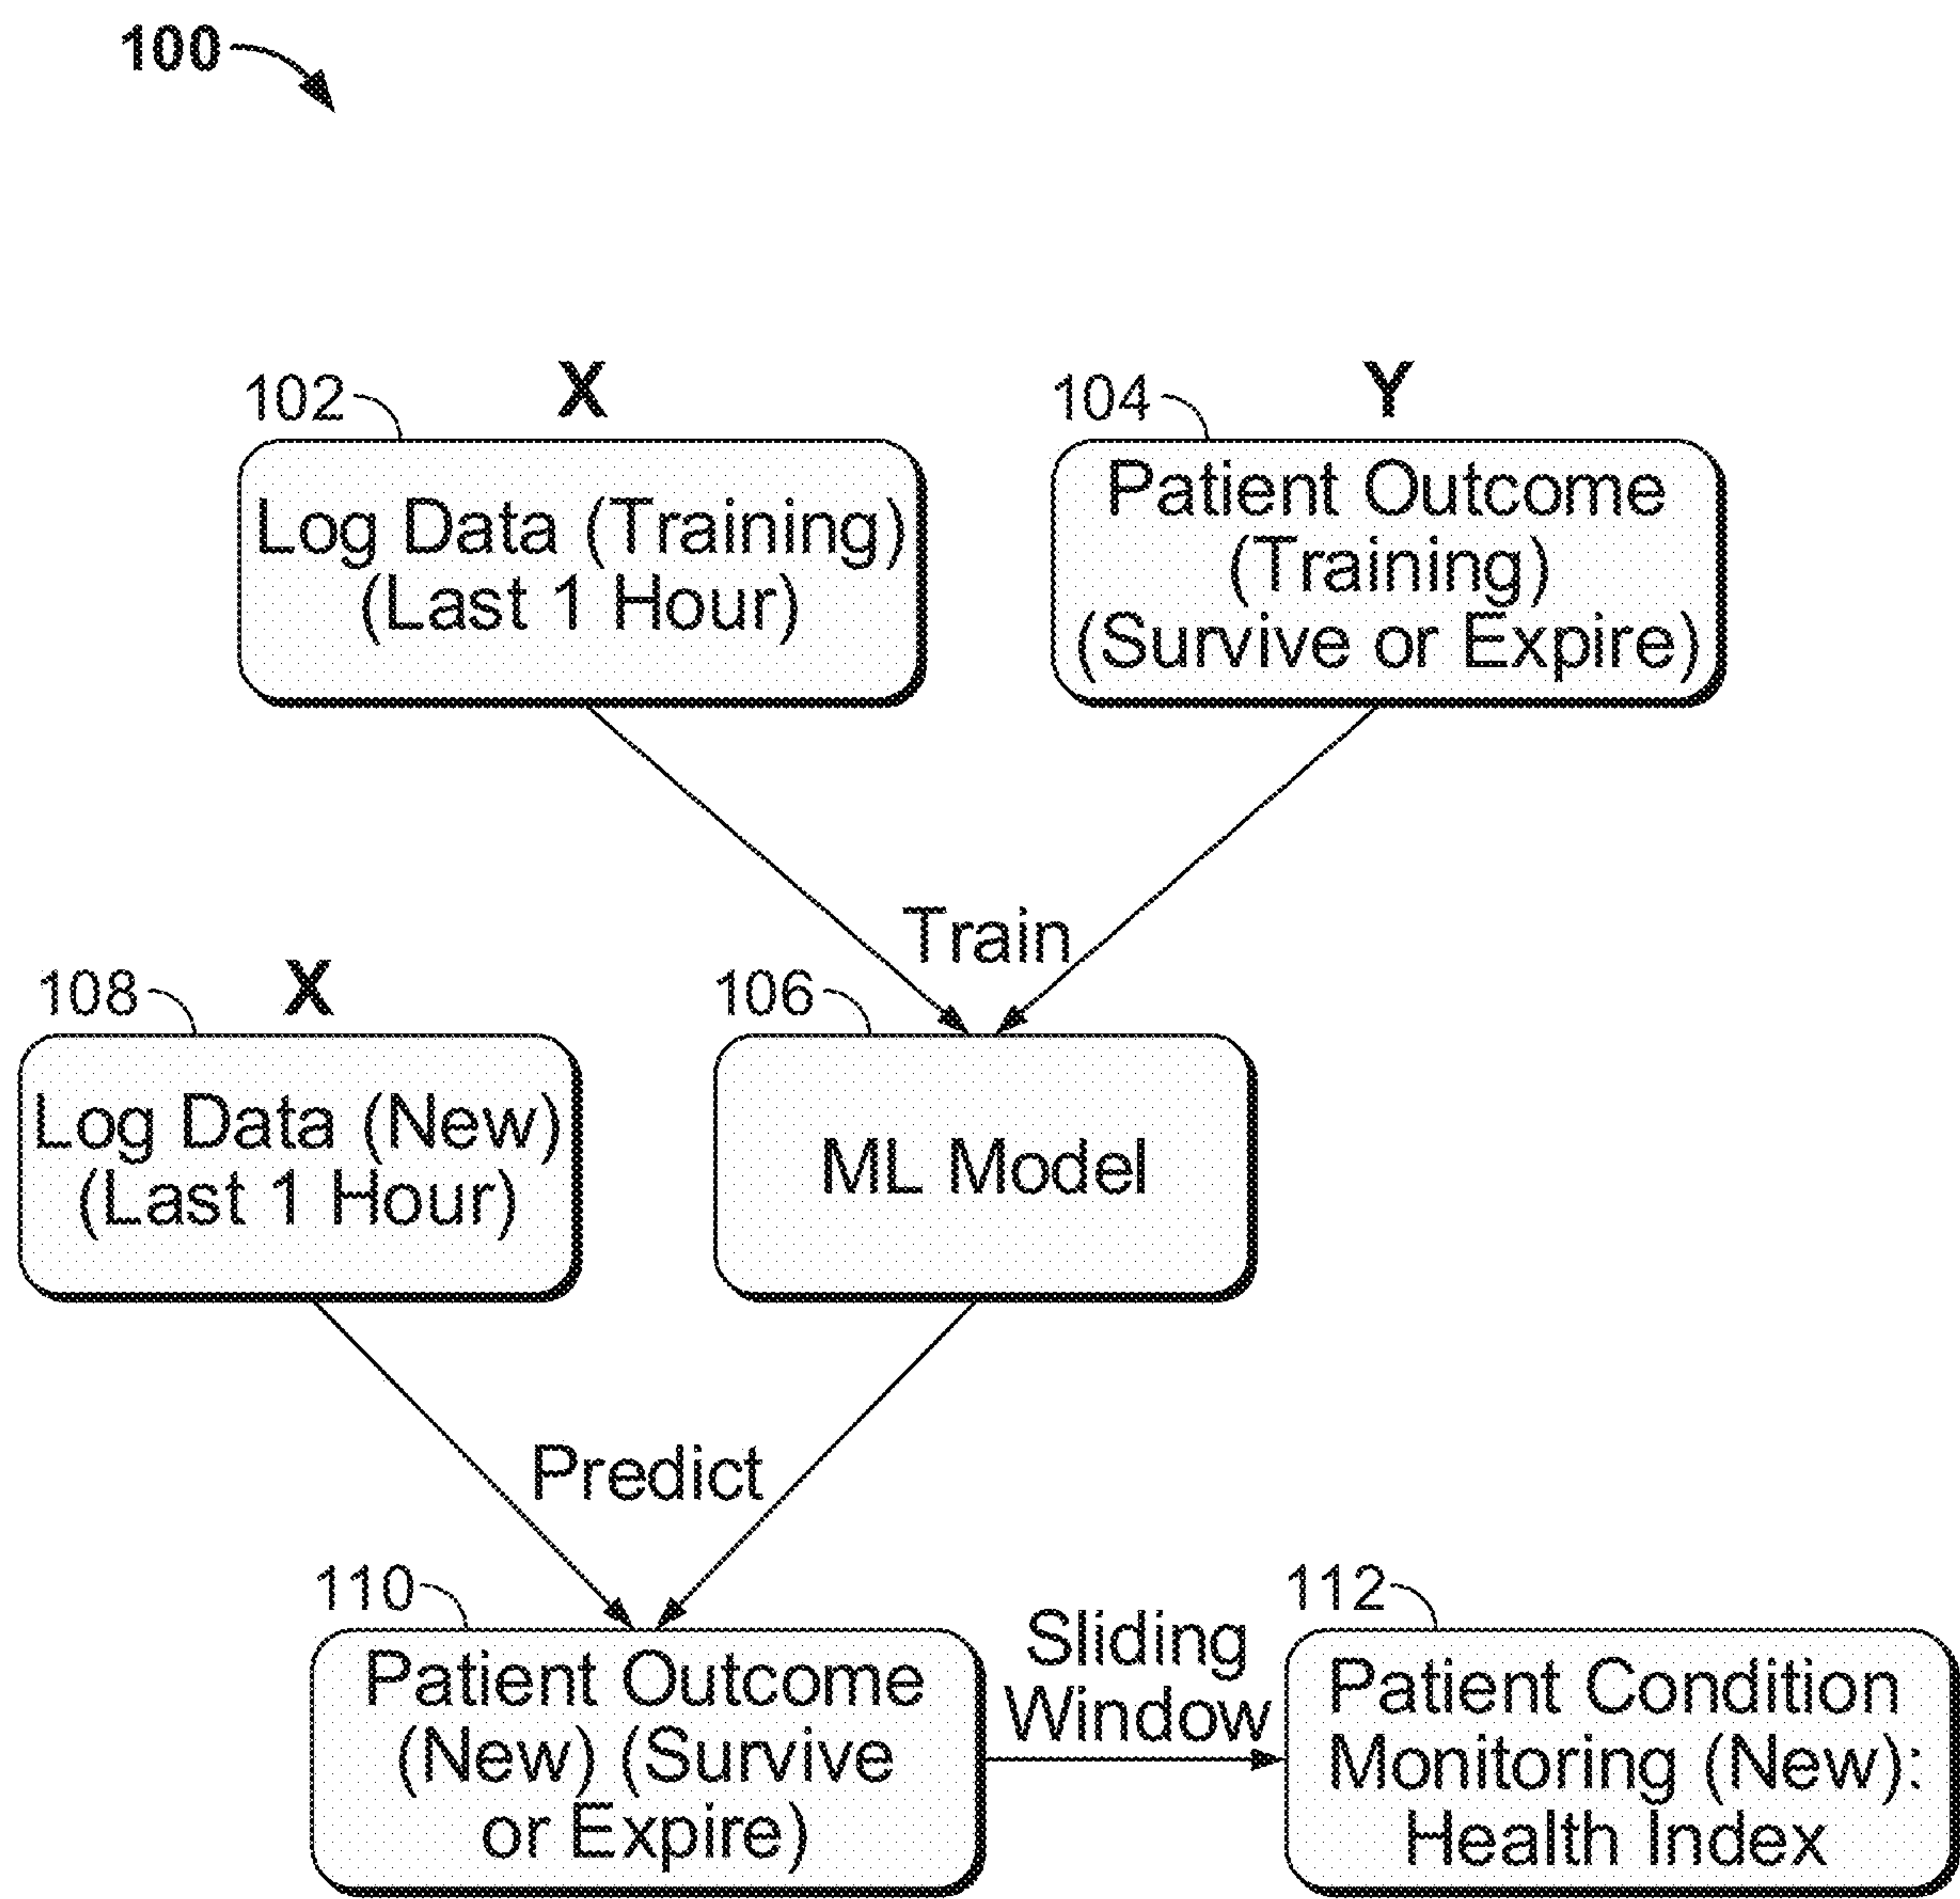 100
102
X
104
Y
Log Data (Training)
(Last 1 Hour)
Patient Outcome
(Training)
(Survive or Expire)
Train
108
X
106
Log Data (New)
(Last 1 Hour)
ML Model
Predict
110
Sliding
Window
112
Patient Outcome
(New) (Survive
or Expire)
Patient Condition
Monitoring (New):
Health Index